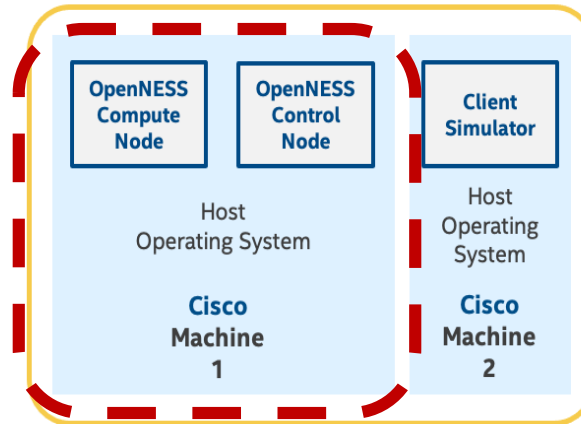 OpenNESS
Compute
Node
OpenNESS
Control
Node
Client
Simulator
Host
Operating System
Host
Operating
System
Cisco
Machine
1
Cisco
Machine
2